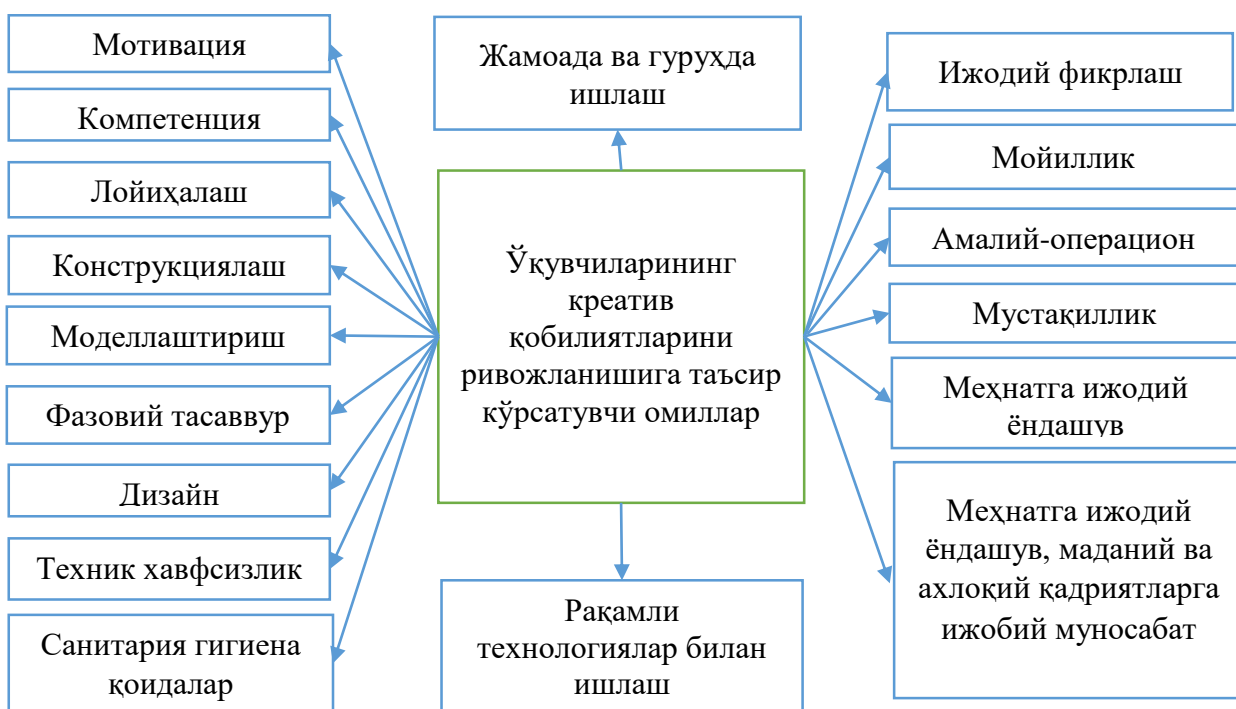 Мотивация
Компетенция
Лойиҳалаш
Конструкциялаш
Моделлаштириш
Фазовий тасаввур
Дизайн
Техник хавфсизлик
Санитария гигиена
қоидалар
Жамоада ва гуруҳда
ишлаш
Ўқувчиларининг
креатив
қобилиятларини
ривожланишига таъсир
кўрсатувчи омиллар
Рақамли
технологиялар билан
ишлаш
Ижодий фикрлаш
Мойиллик
Амалий-операцион
Мустақиллик
Меҳнатга ижодий
ёндашув
Меҳнатга ижодий
ёндашув, маданий ва
ахлоқий қадриятларга
ижобий муносабат